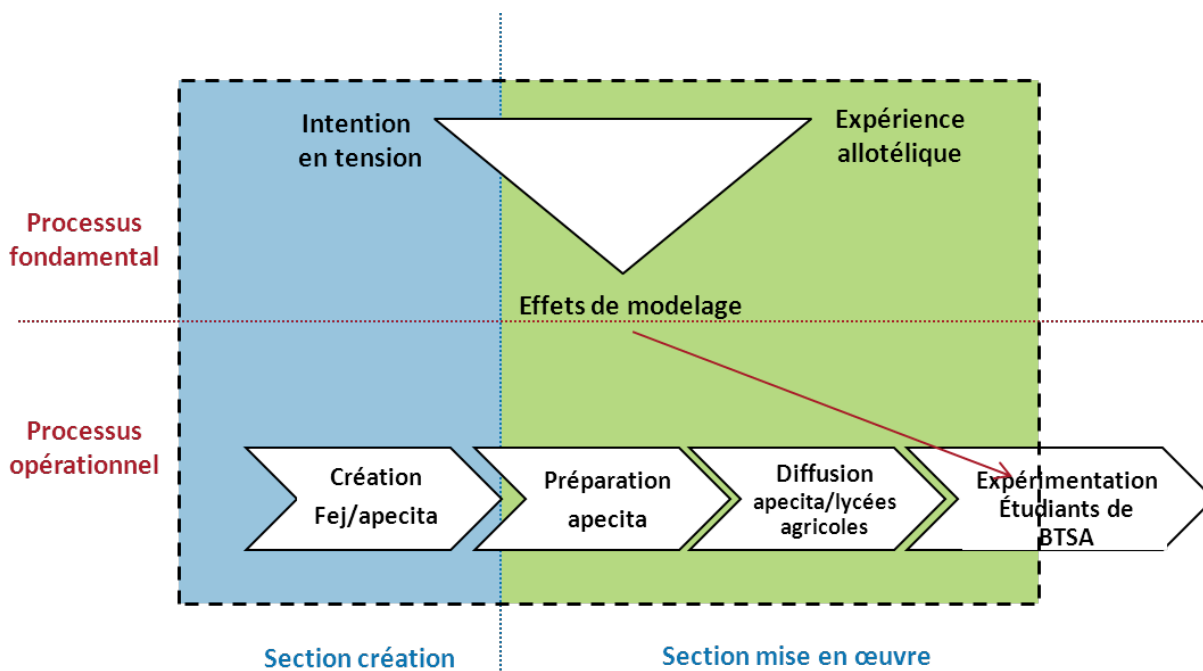 Intention
en tension
Expérience
allotélique
Processus
fondamental
Effets de modelage
Processus
opérationnel
Création
Fej/apecita
Préparation
apecita
Diffusion
apecita/lycées
agricoles
Expérimentation
Étudiants de
BTSA
Section création
Section mise en œuvre